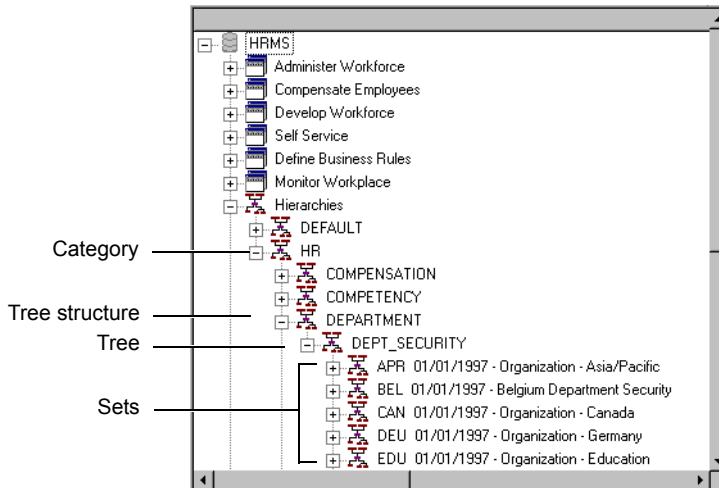 HRMS
Administer Workforce
Compensate Employees
Develop Workforce
Self Service
Define Business Rules
Monitor Workplace
Hierarchies
DEFAULT
Category HR
COMPENSATION
COMPETENCY
Tree structure DEPARTMENT
Tree DEPT_SECURITY
APR 01/01/1997 - Organization - Asia/Pacific
BEL 01/01/1997 - Belgium Department Security
Sets CAN 01/01/1997 - Organization - Canada
DEU 01/01/1997 - Organization - Germany
EDU 01/01/1997 - Organization - Education